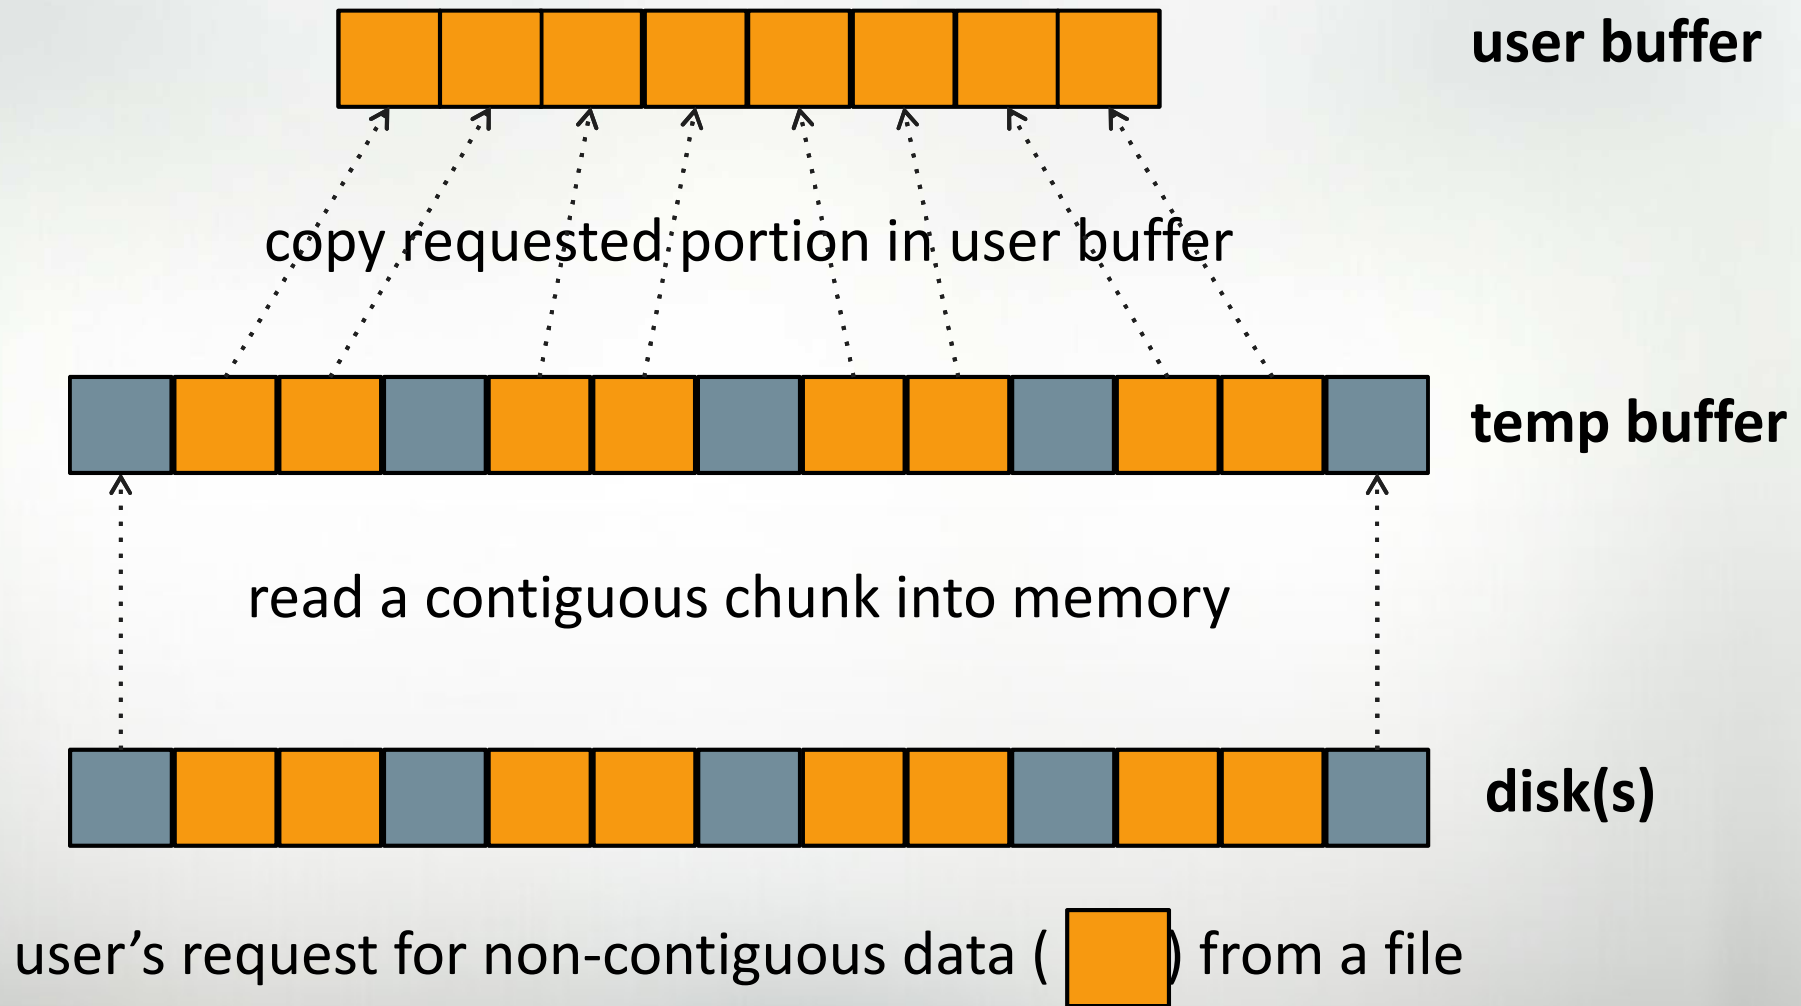 user buffer
copy requested portion in user buffer
temp buffer
read a contiguous chunk into memory
disk(s)
user’s request for non-contiguous data ( ) from a file